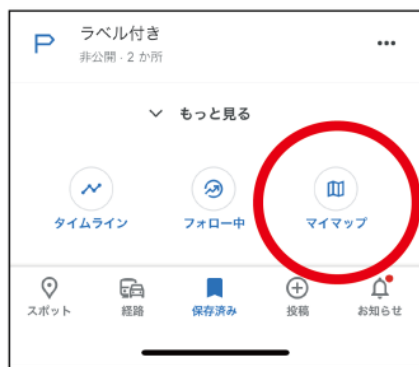 ラベル付き
非公開・2 か所
もっと見る
タイムライン
フォロー中
マイマップ
スポット
経路
保存済み
投稿
お知らせ